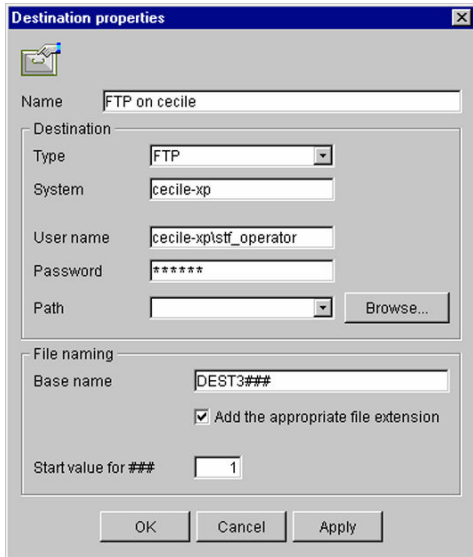 Destination properties
Name FTP on cecile
Destination
Type FTP
System cecile-xp
User name cecile-xp\stf_operator
Password ******
Path Browse...
File naming
Base name DEST3###
Add the appropriate file extension
Start value for ### 1
OK Cancel Apply